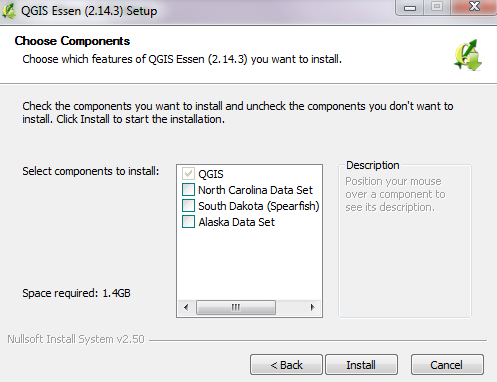 QGIS Essen (2.14.3) Setup
Choose Components
Choose which features of QGIS Essen (2.14.3) you want to install.
Check the components you want to install and uncheck the components you don't want to
install. Click Install to start the installation.
Select components to install:
QGIS
North Carolina Data Set
South Dakota (Spearfish)
Alaska Data Set
Description
Position your mouse
over a component to
see its description.
Space required: 1.4GB
Nullsoft Install System v2.50
< Back
Install
Cancel